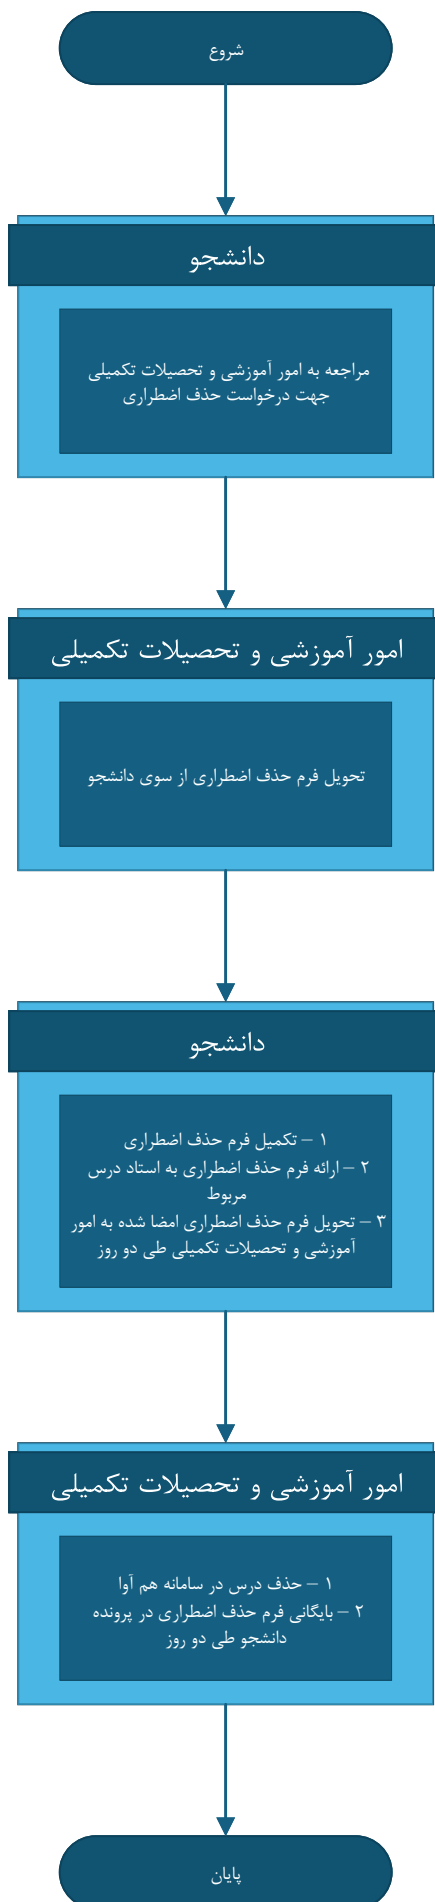 شروع
دانشجو
مراجعه به امور آموزشی و تحصیلات تکمیلی
جهت درخواست حذف اضطراری
امور آموزشی و تحصیلات تکمیلی
تحویل فرم حذف اضطراری از سوی دانشجو
دانشجو
۱ – تکمیل فرم حذف اضطراری
۲ – ارائه فرم حذف اضطراری به استاد درس
مربوط
۳ – تحویل فرم حذف اضطراری امضا شده به امور
آموزشی و تحصیلات تکمیلی طی دو روز
امور آموزشی و تحصیلات تکمیلی
۱ – حذف درس در سامانه هم آوا
۲ – بایگانی فرم حذف اضطراری در پرونده
دانشجو طی دو روز
پایان